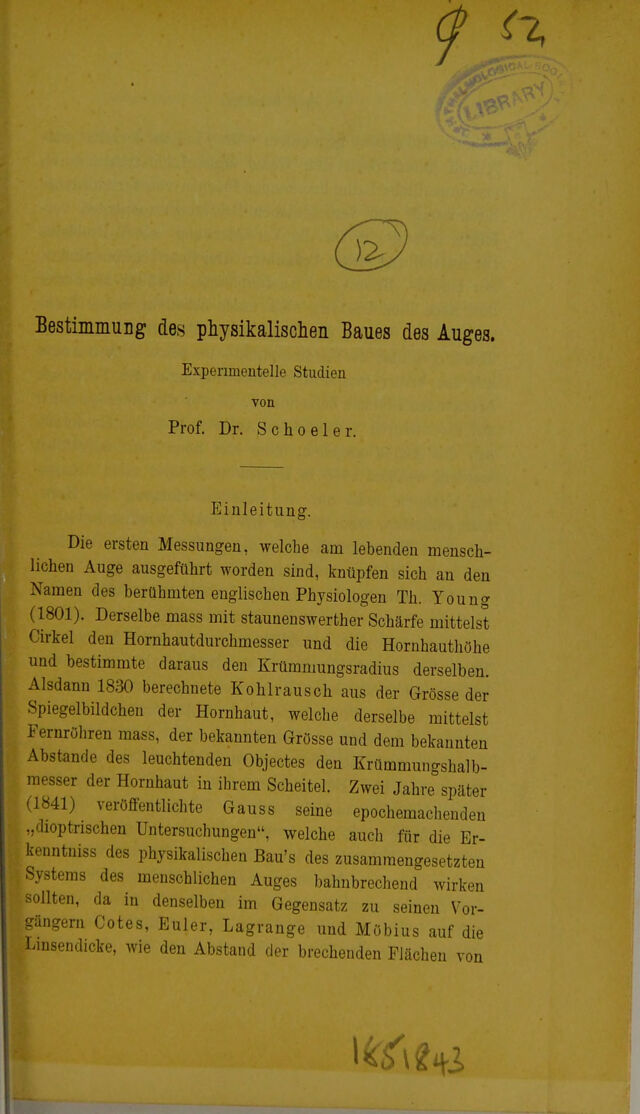 52
OPHTHALMOLOGICAL SOC
LIBRARY
12
Bestimmung des physikalischen Baues des Auges.
Experimentelle Studien
von
Prof. Dr. Schoeler.
Einleitung.
Die ersten Messungen, welche am lebenden mensch-
lichen Auge ausgeführt worden sind, knüpfen sich an den
Namen des berühmten englischen Physiologen Th. Young
(1801). Derselbe mass mit staunenswerther Schärfe mittelst
Cirkel den Hornhautdurchmesser und die Hornhauthöhe
und bestimmte daraus den Krümmungsradius derselben.
Alsdann 1830 berechnete Kohlrausch aus der Grösse der
Spiegelbildchen der Hornhaut, welche derselbe mittelst
Fernröhren mass, der bekannten Grösse und dem bekannten
Abstande des leuchtenden Objectes den Krümmungshalb-
messer der Hornhaut in ihrem Scheitel. Zwei Jahre später
(1841) veröffentlichte Gauss seine epochemachenden
„dioptrischen Untersuchungen“, welche auch für die Er-
kenntniss des physikalischen Bau's des zusammengesetzten
Systems des menschlichen Auges bahnbrechend wirken
sollten, da in denselben im Gegensatz zu seinen Vor-
gängern Cotes, Euler, Lagrange und Möbius auf die
Linsendicke, wie den Abstand der brechenden Flächen von